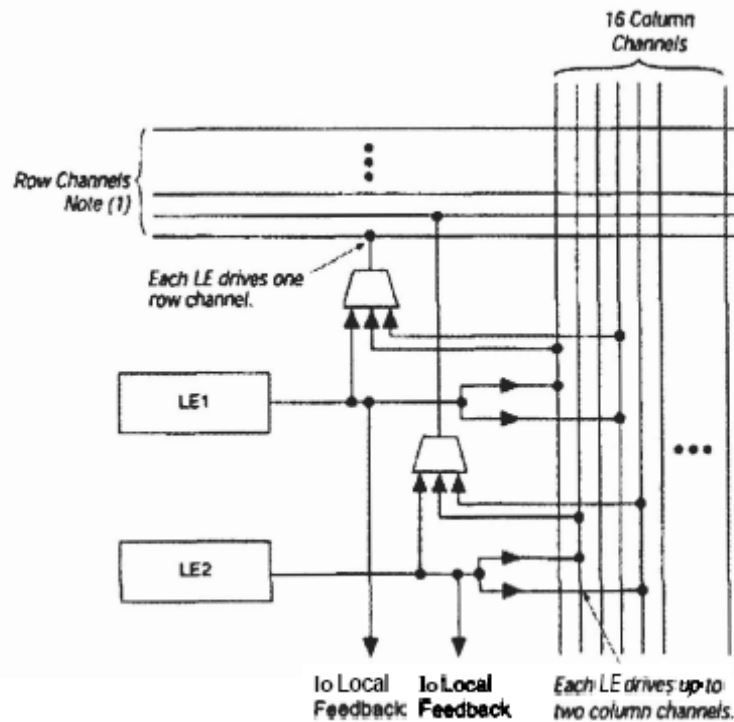 16 Column
Channels
Row Channels
Note (1)
Each LE drives one
row channel.
LE1
LE2
Io Local
Feedback
Io Local
Feedback
Each LE drives up to
two column channels.